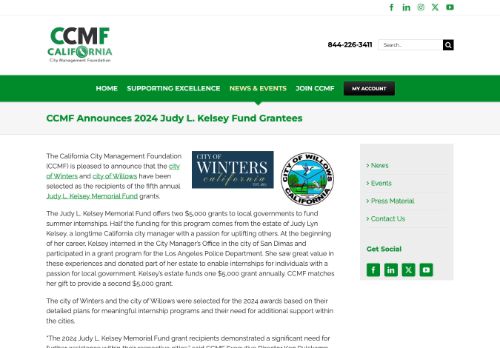 CCMF
CALIFORNIA
City Management Foundation
844-226-3411
Search...
HOME SUPPORTING EXCELLENCE NEWS & EVENTS JOIN CCMF MY ACCOUNT
CCMF Announces 2024 Judy L. Kelsey Fund Grantees
The California City Management Foundation
(CCMF) is pleased to announce that the city
of Winters and city of Willows have been
selected as the recipients of the fifth annual
Judy L. Kelsey Memorial Fund grants.
CITY OF
WINTERS
california
EST. 1875
CITY OF WILLOWS
CALIFORNIA
The Judy L. Kelsey Memorial Fund offers two $5,000 grants to local governments to fund
summer internships. Half the funding for this program comes from the estate of Judy Lyn
Kelsey, a longtime California city manager with a passion for uplifting others. At the beginning
of her career, Kelsey interned in the City Manager's Office in the city of San Dimas and
participated in a grant program for the Los Angeles Police Department. She saw great value
in these experiences and donated part of her estate to enable internships for individuals with a
passion for local government. Kelsey's estate funds one $5,000 grant annually. CCMF matches
her gift to provide a second $5,000 grant.
The city of Winters and the city of Willows were selected for the 2024 awards based on their
detailed plans for meaningful internship programs and their need for additional support within
the cities.
"The 2024 Judy L. Kelsey Memorial Fund grant recipients demonstrated a significant need for
> News
> Events
> Press Material
> Contact Us
Get Social